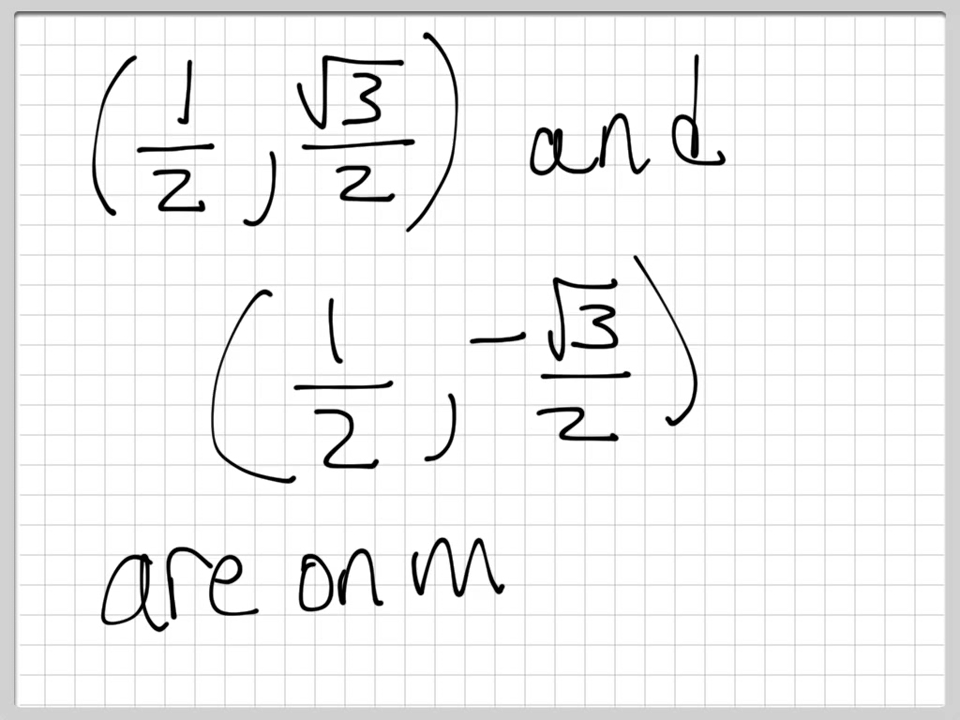 (1/2, √3/2) and
(1/2, -√3/2)
are on m